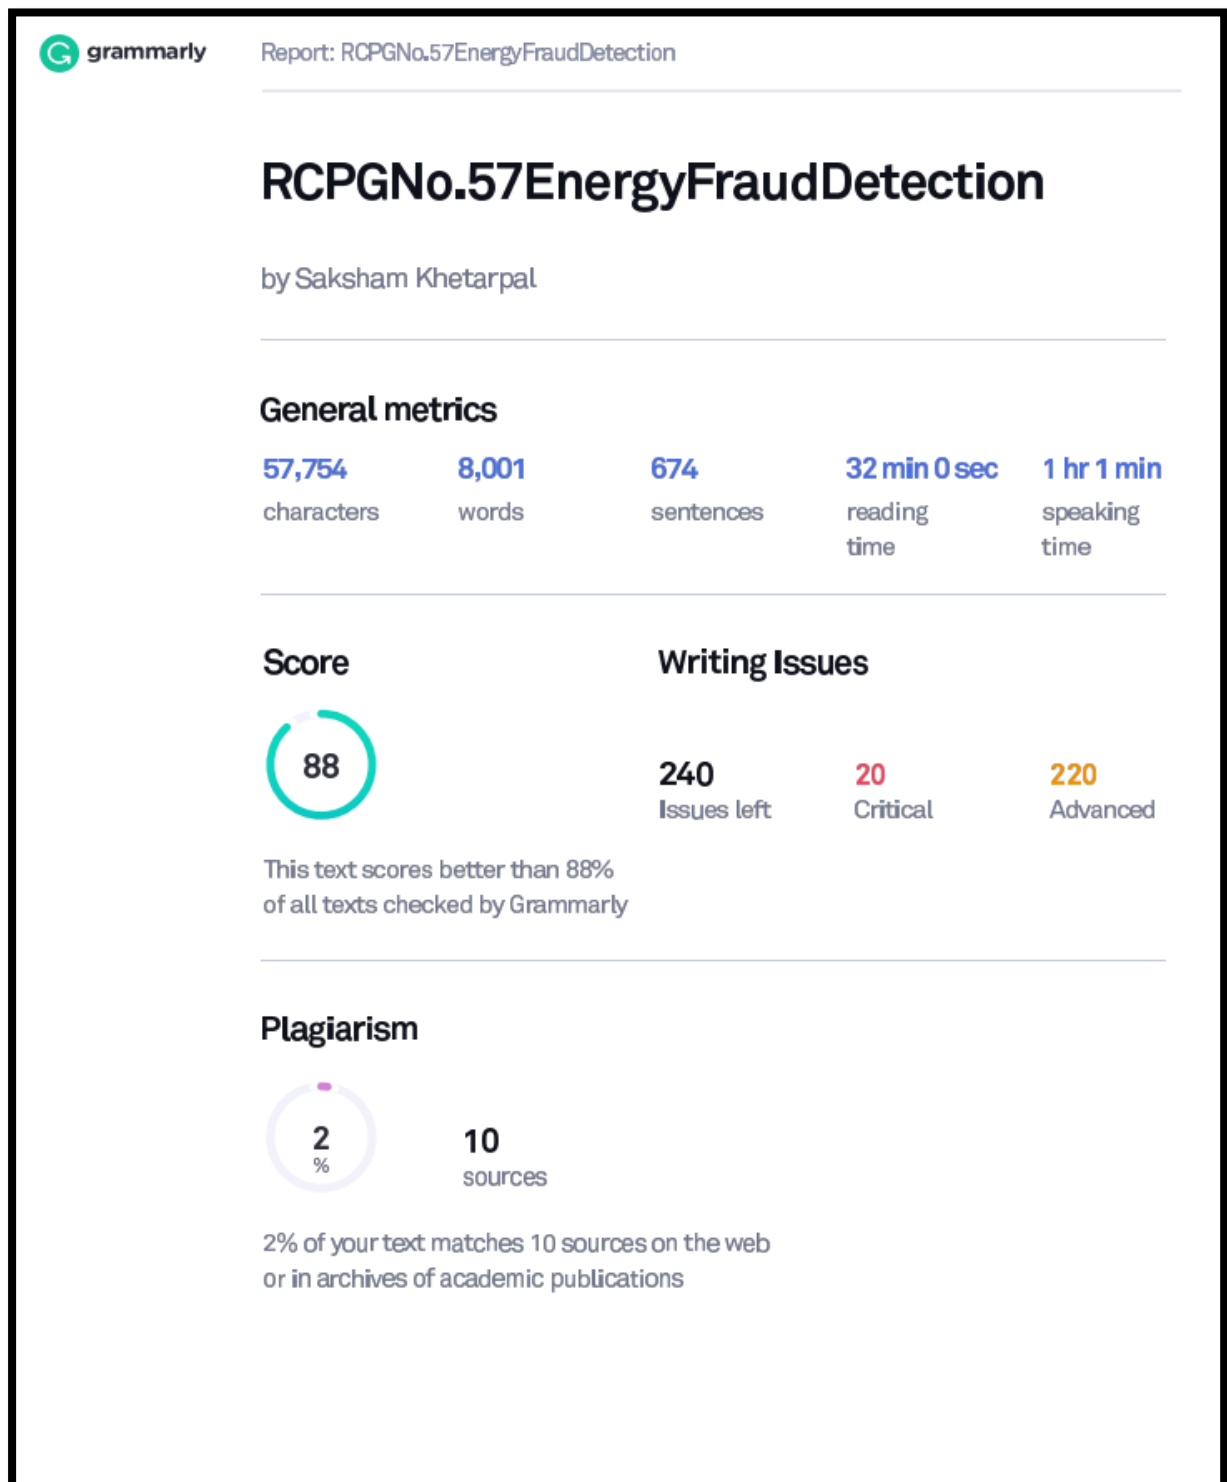 grammarly
Report: RCPGNo.57EnergyFraudDetection
RCPGNo.57EnergyFraudDetection
by Saksham Khetarpal
General metrics
57,754 8,001 674 32 min 0 sec 1 hr 1 min
characters words sentences reading time speaking time
Score Writing Issues
88
240 20 220
Issues left Critical Advanced
This text scores better than 88%
of all texts checked by Grammarly
Plagiarism
2
%
10
sources
2% of your text matches 10 sources on the web
or in archives of academic publications